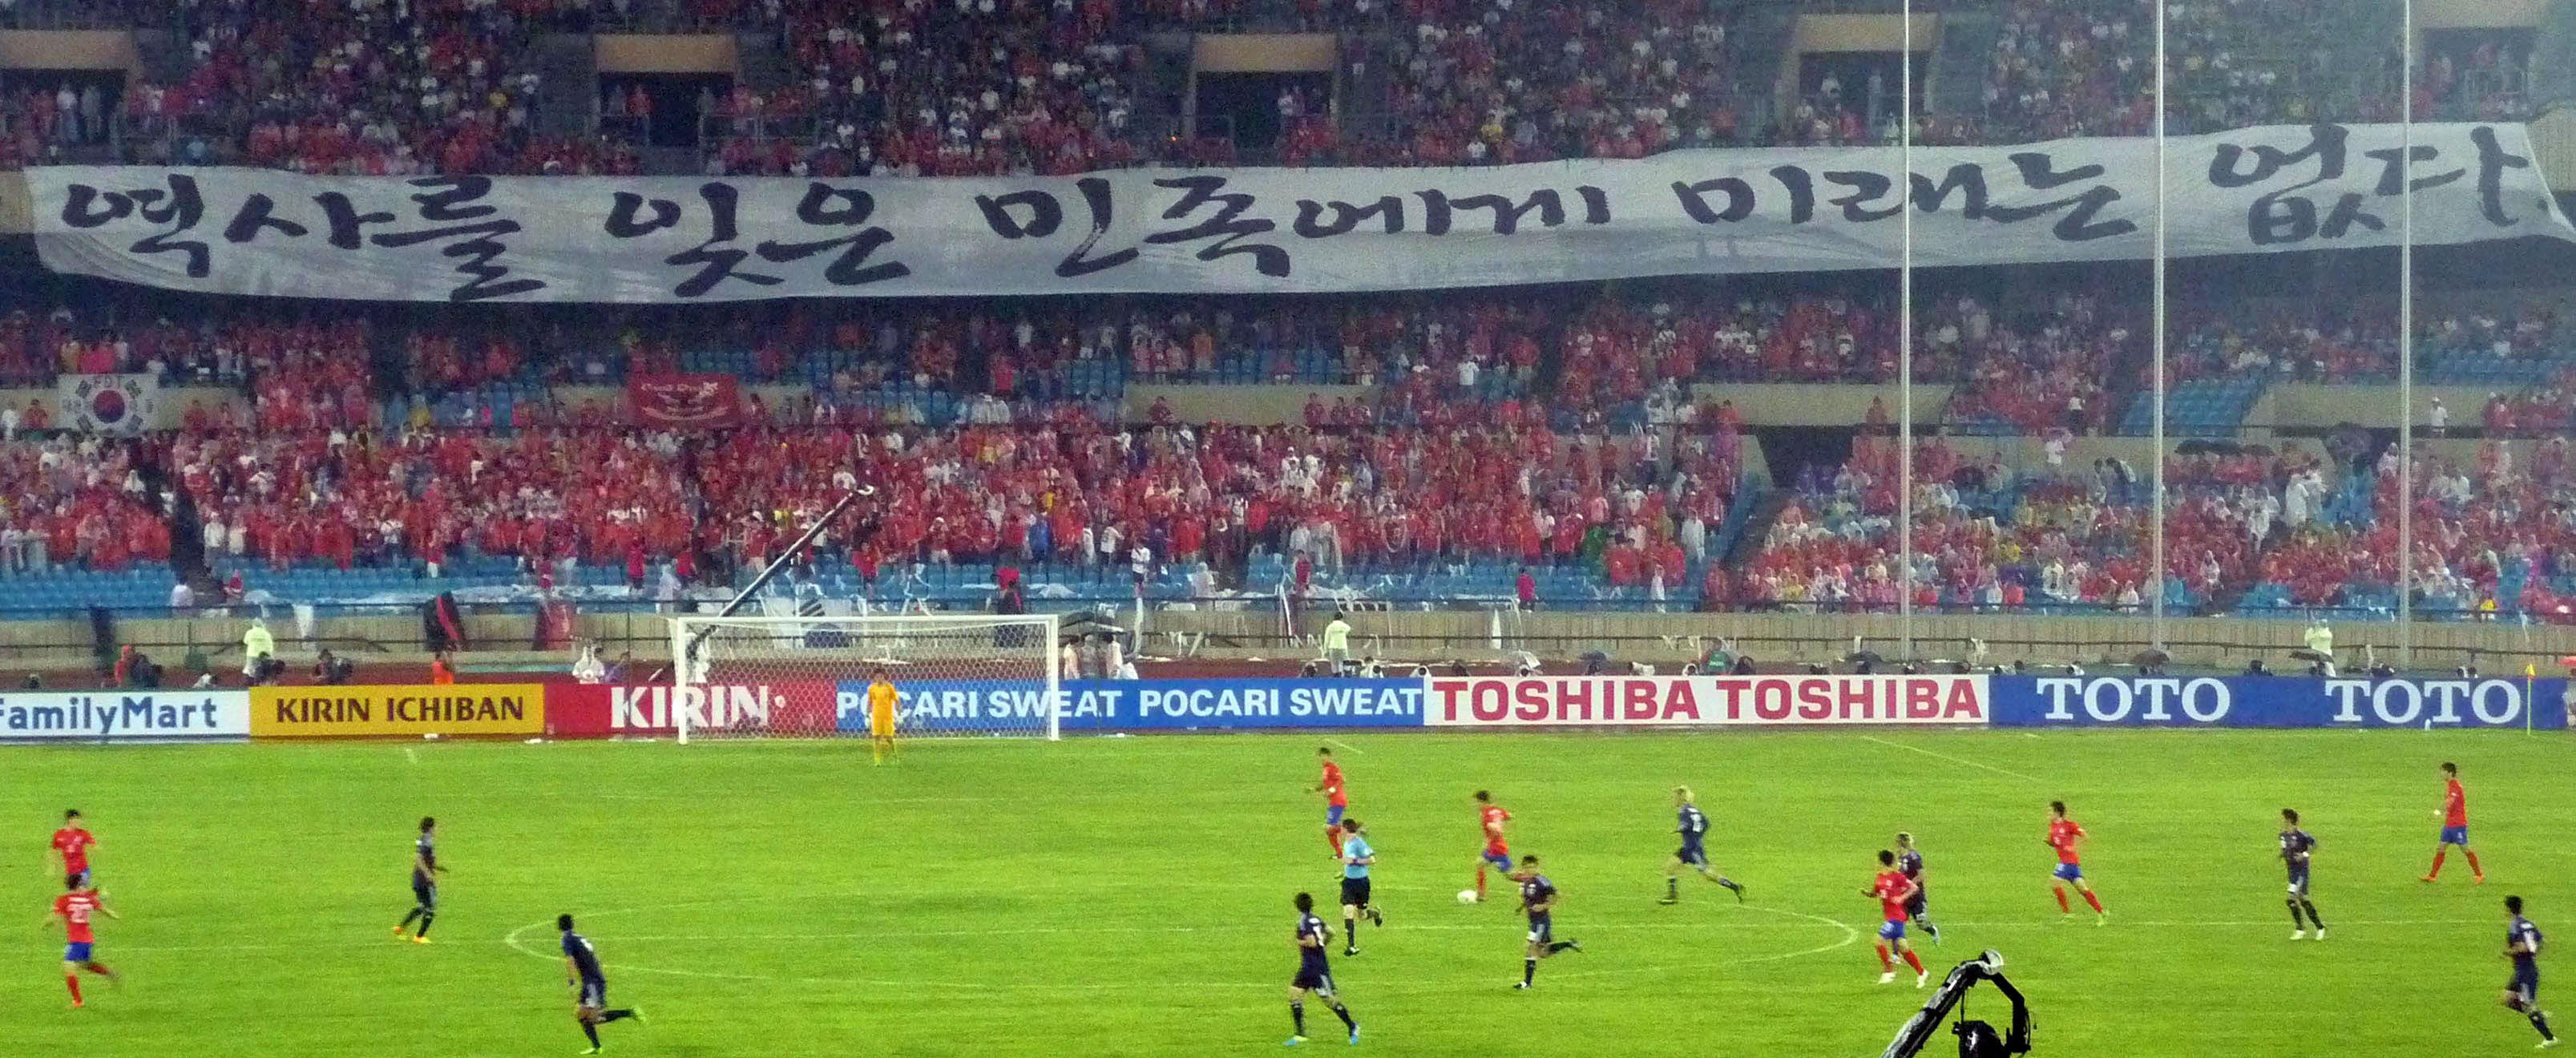 역사를 잊은 민족에게 미래는 없다
FamilyMart KIRIN ICHIBAN KIRIN POCARI SWEAT POCARI SWEAT TOSHIBA TOSHIBA TOTO TOTO